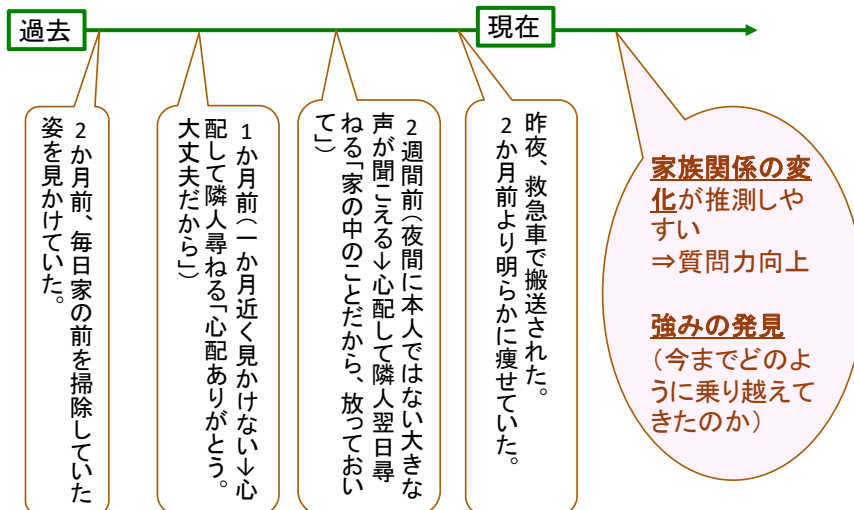 過去
現在
2か月前、毎日家の前を掃除していた
姿を見かけていた。
1か月前(一か月近く見かけない→心
配して隣人尋ねる「心配ありがとう。
大丈夫だから」)
2週間前(夜間に本人ではない大きな
声が聞こえる→心配して隣人翌日尋
ねる「家の中のことだから、放っておい
て」)
昨夜、救急車で搬送された。
2か月前より明らかに痩せていた。
家族関係の変
化が推測しや
すい
⇒質問力向上
強みの発見
(今までどのよ
うに乗り越えて
きたのか)